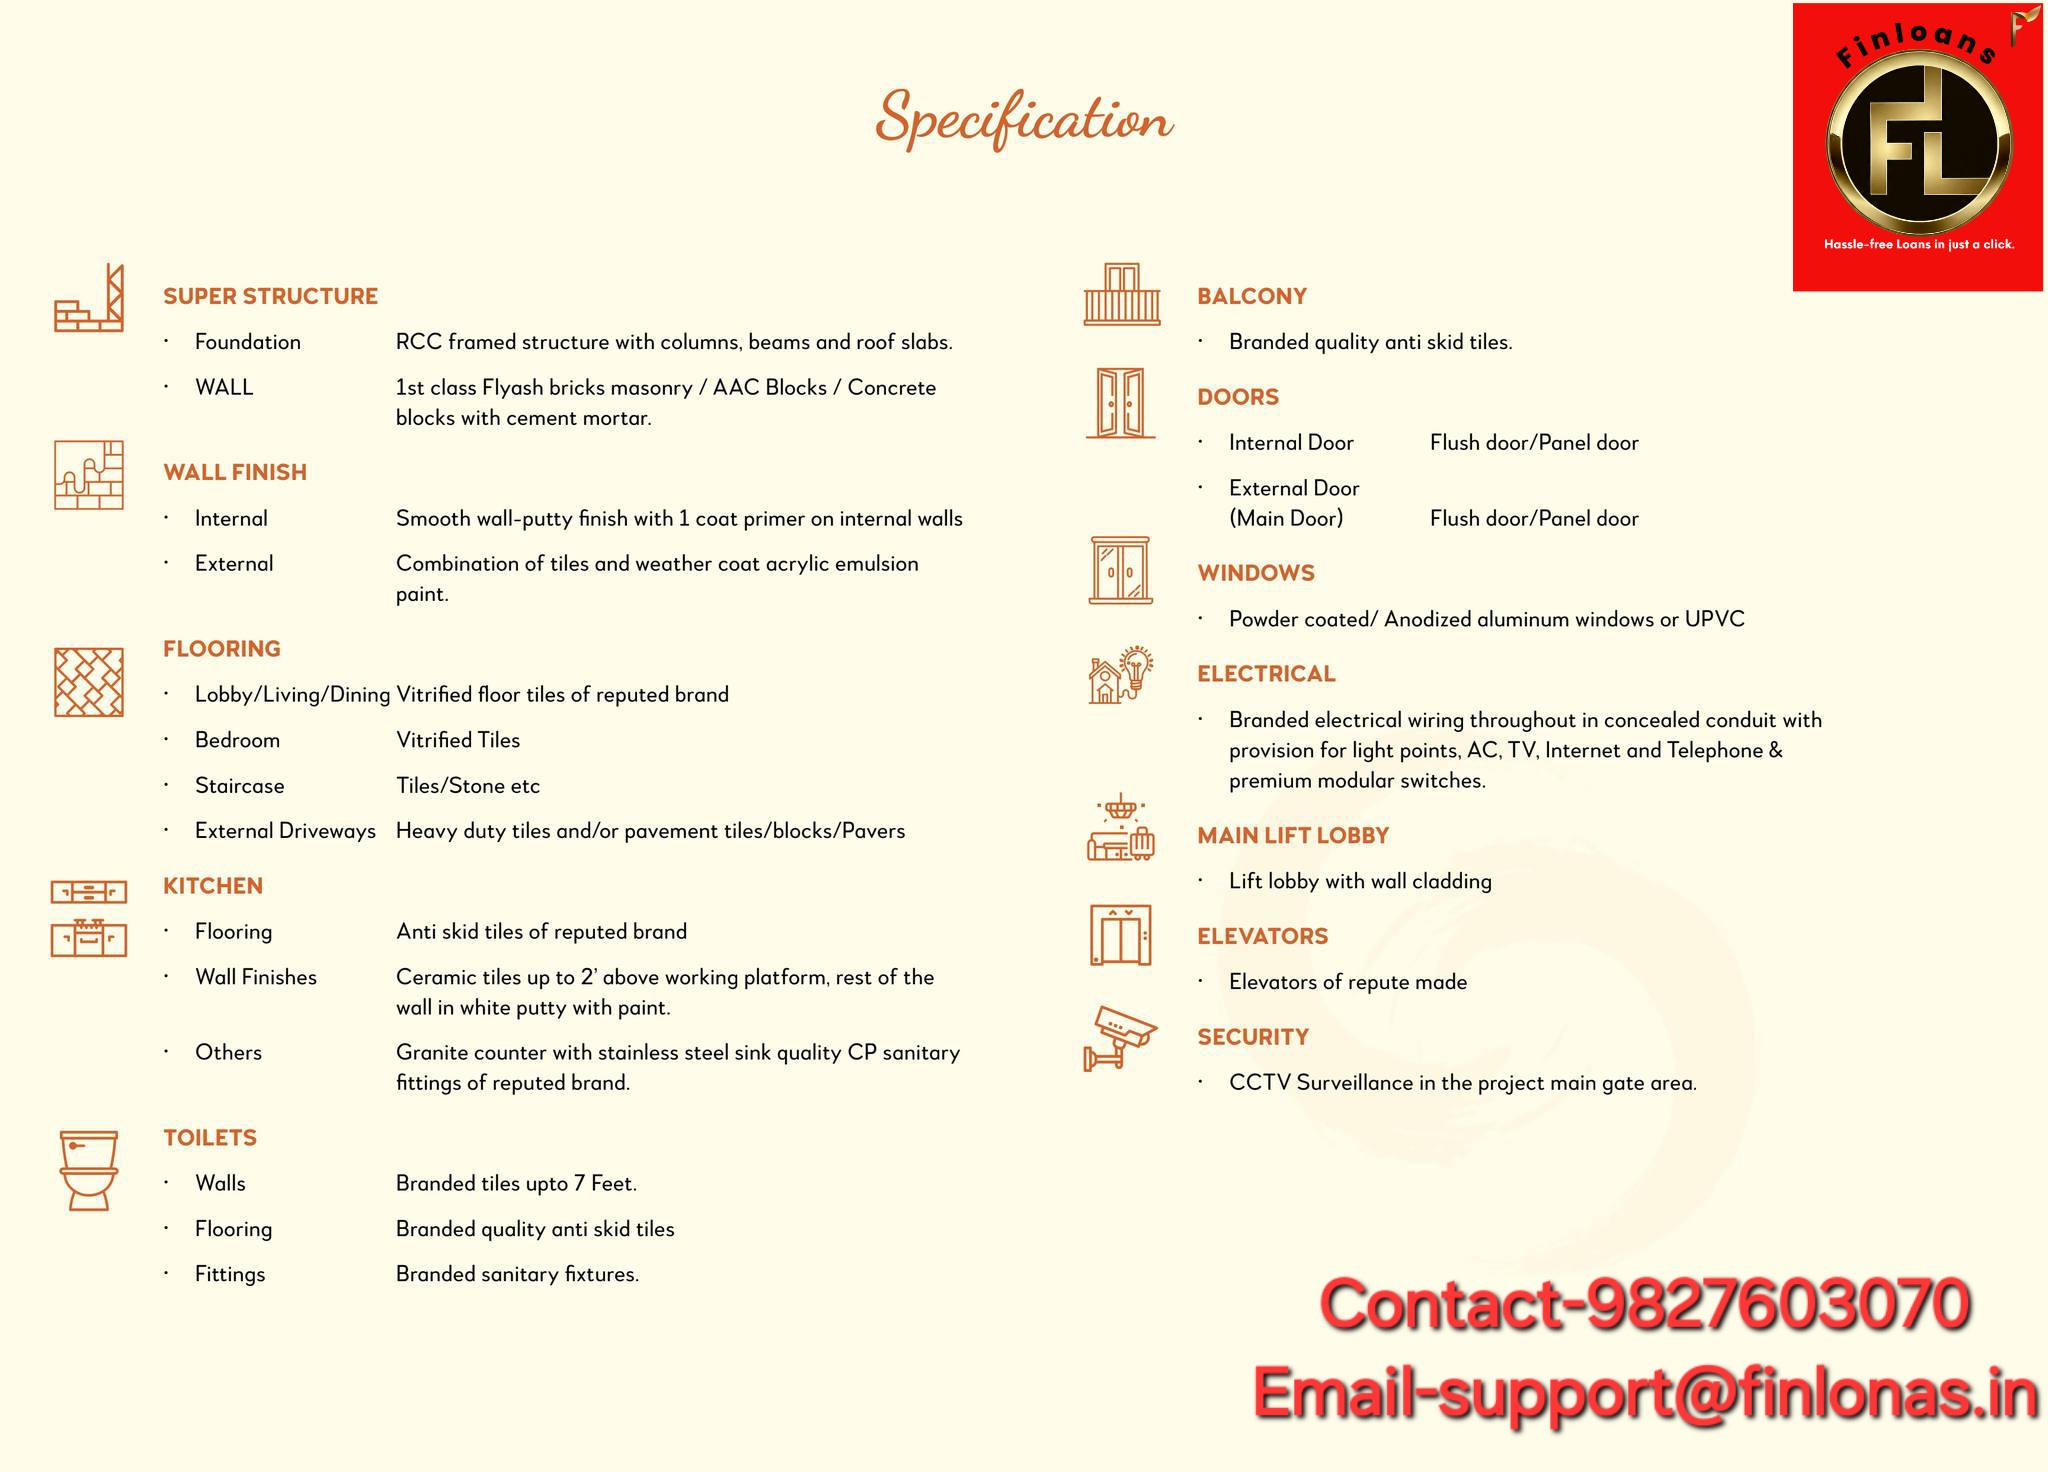 Finloans
FL
Hassle-free Loans in just a click.
Specification
SUPER STRUCTURE
• Foundation RCC framed structure with columns, beams and roof slabs.
• WALL 1st class Flyash bricks masonry / AAC Blocks / Concrete
blocks with cement mortar.
WALL FINISH
• Internal Smooth wall-putty finish with 1 coat primer on internal walls
• External Combination of tiles and weather coat acrylic emulsion
paint.
FLOORING
• Lobby/Living/Dining Vitrified floor tiles of reputed brand
• Bedroom Vitrified Tiles
• Staircase Tiles/Stone etc
• External Driveways Heavy duty tiles and/or pavement tiles/blocks/Pavers
KITCHEN
• Flooring Anti skid tiles of reputed brand
• Wall Finishes Ceramic tiles up to 2’ above working platform, rest of the
wall in white putty with paint.
• Others Granite counter with stainless steel sink quality CP sanitary
fittings of reputed brand.
TOILETS
• Walls Branded tiles upto 7 Feet.
• Flooring Branded quality anti skid tiles
• Fittings Branded sanitary fixtures.
BALCONY
• Branded quality anti skid tiles.
DOORS
• Internal Door Flush door/Panel door
• External Door
(Main Door) Flush door/Panel door
WINDOWS
• Powder coated/ Anodized aluminum windows or UPVC
ELECTRICAL
• Branded electrical wiring throughout in concealed conduit with
provision for light points, AC, TV, Internet and Telephone &
premium modular switches.
MAIN LIFT LOBBY
• Lift lobby with wall cladding
ELEVATORS
• Elevators of repute made
SECURITY
• CCTV Surveillance in the project main gate area.
Contact-9827603070
Email-support@finlonas.in